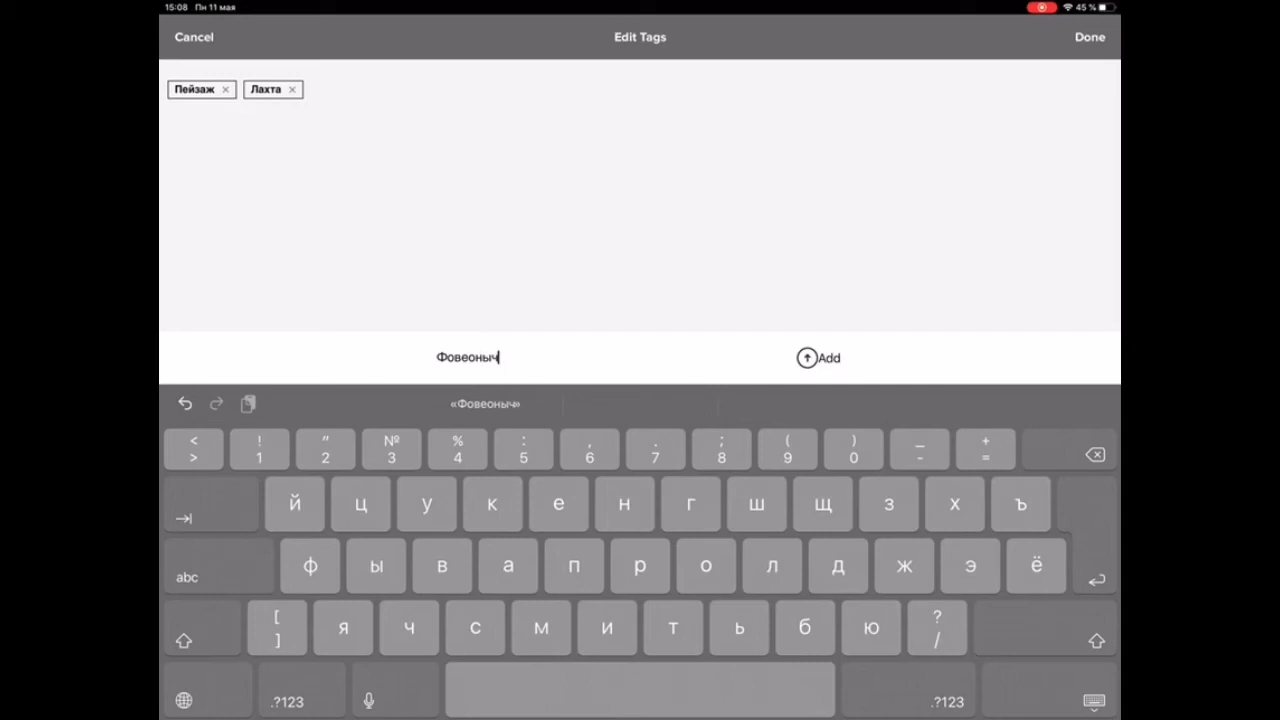 15:08 Пн 11 мая 45 %
Cancel Edit Tags Done
Пейзаж × Лахта ×
Фовеоныч Add
«Фовеоныч»
< ! " № % : , . ; ( ) _ +
> 1 2 3 4 5 6 7 8 9 0 - =
й ц у к е н г ш щ з х ъ
abc ф ы в а п р о л д ж э ё
[ ] я ч с м и т ь б ю ? /
.?123 .?123